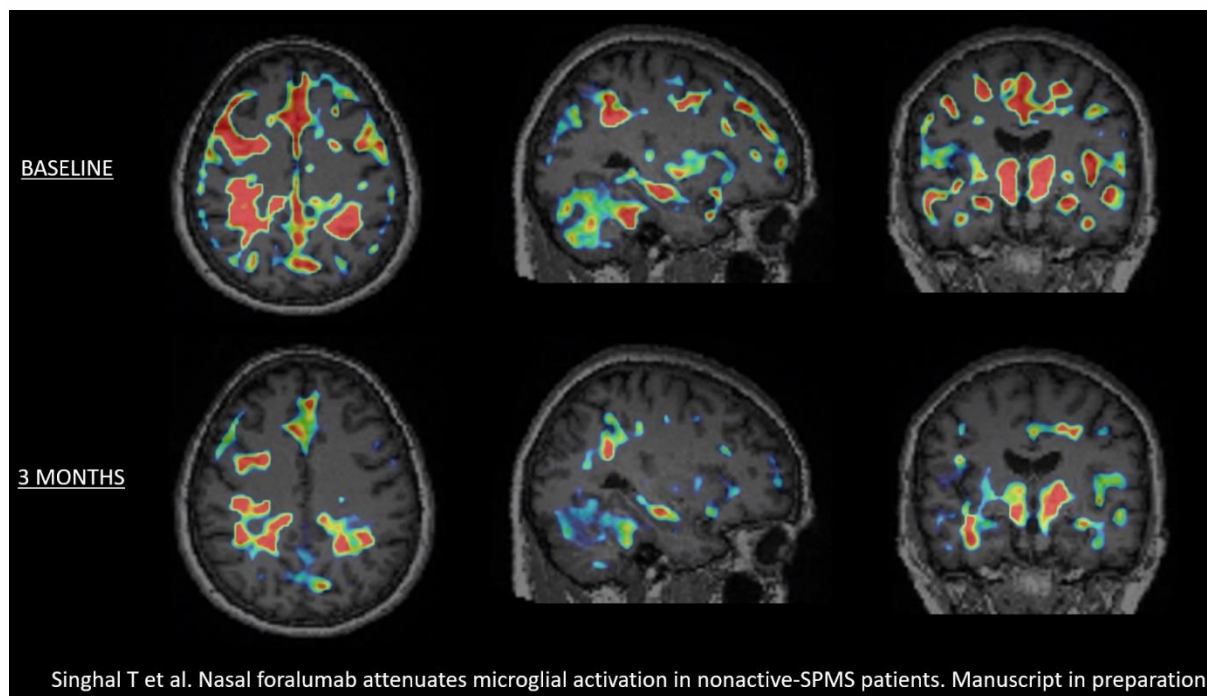 BASELINE
3 MONTHS
Singhal T et al. Nasal foralumab attenuates microglial activation in nonactive-SPMS patients. Manuscript in preparation